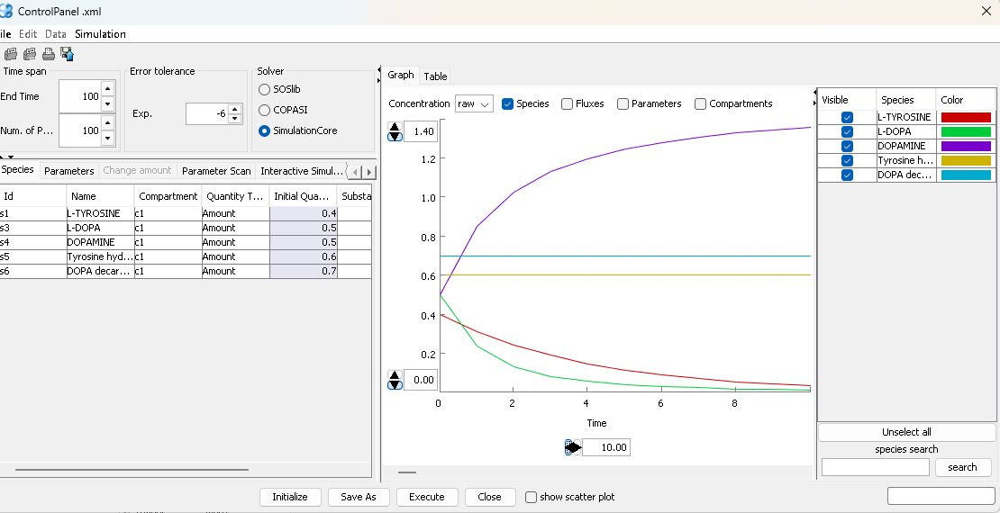 ControlPanel .xml
ile Edit Data Simulation
Time span
End Time 100
Num. of P... 100
Error tolerance
Exp. -6
Solver
SOSlib
COPASI
SimulationCore
Species Parameters Change amount Parameter Scan Interactive Simul...
Id Name Compartment Quantity T... Initial Qua... Substa
s1 L-TYROSINE c1 Amount 0.4
s3 L-DOPA c1 Amount 0.5
s4 DOPAMINE c1 Amount 0.5
s5 Tyrosine hyd... c1 Amount 0.6
s6 DOPA decar... c1 Amount 0.7
Graph Table
Concentration raw Species Fluxes Parameters Compartments
1.40
1.2
1.0
0.8
0.6
0.4
0.2
0.00
0 2 4 6 8
Time
10.00
Visible Species Color
L-TYROSINE
L-DOPA
DOPAMINE
Tyrosine h...
DOPA dec...
Unselect all
species search
search
Initialize Save As Execute Close show scatter plot